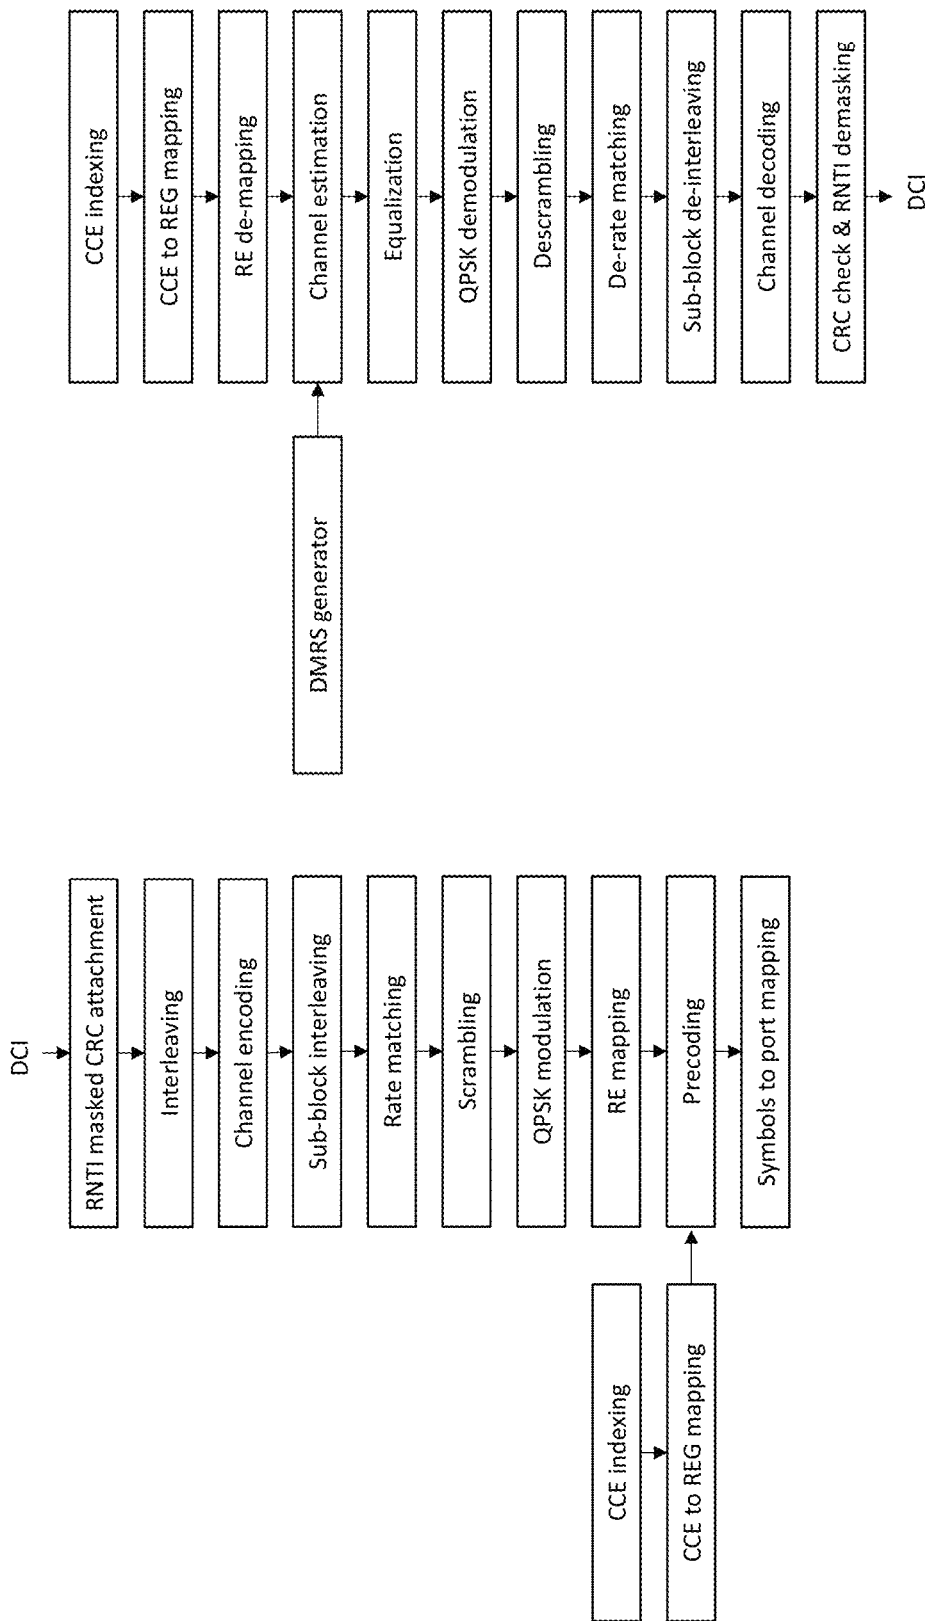 DCI
RNTI masked CRC attachment
Interleaving
Channel encoding
Sub-block interleaving
Rate matching
Scrambling
QPSK modulation
RE mapping
Precoding
Symbols to port mapping
CCE indexing
CCE to REG mapping
CCE indexing
CCE to REG mapping
RE de-mapping
Channel estimation
Equalization
QPSK demodulation
Descrambling
De-rate matching
Sub-block de-interleaving
Channel decoding
CRC check & RNTI demasking
DCI
DMRS generator